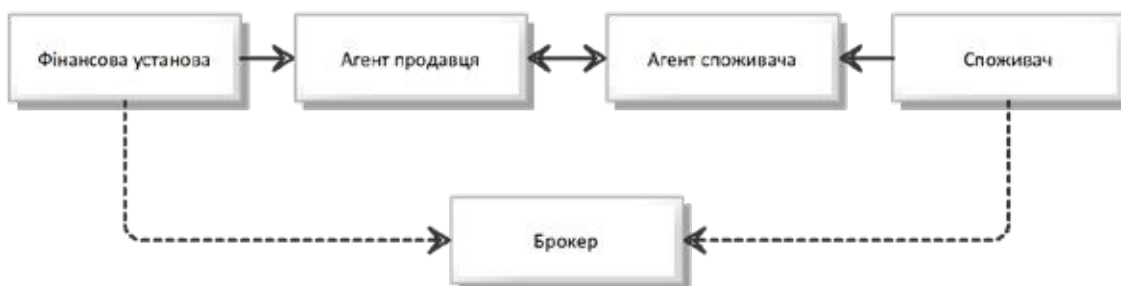 Фінансова установа
Агент продавця
Агент споживача
Споживач
Брокер